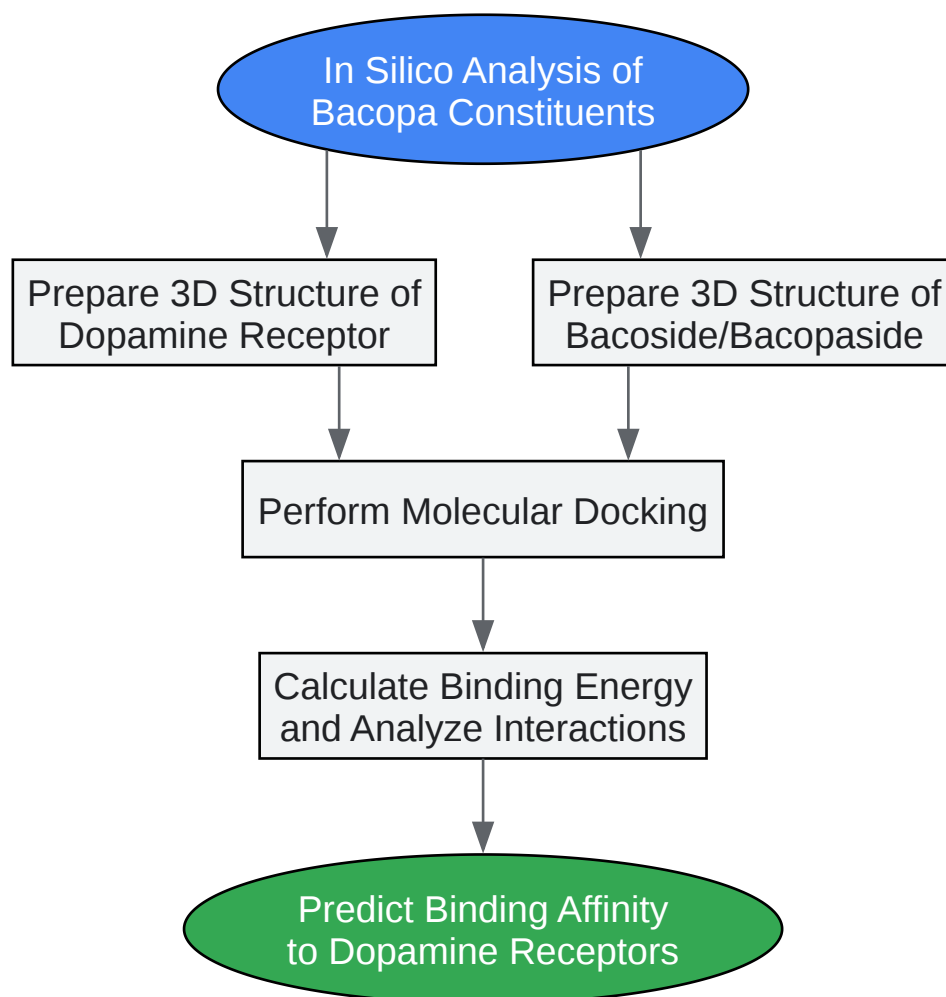 In Silico Analysis of
Bacopa Constituents
Prepare 3D Structure of
Dopamine Receptor
Prepare 3D Structure of
Bacoside/Bacopaside
Perform Molecular Docking
Calculate Binding Energy
and Analyze Interactions
Predict Binding Affinity
to Dopamine Receptors